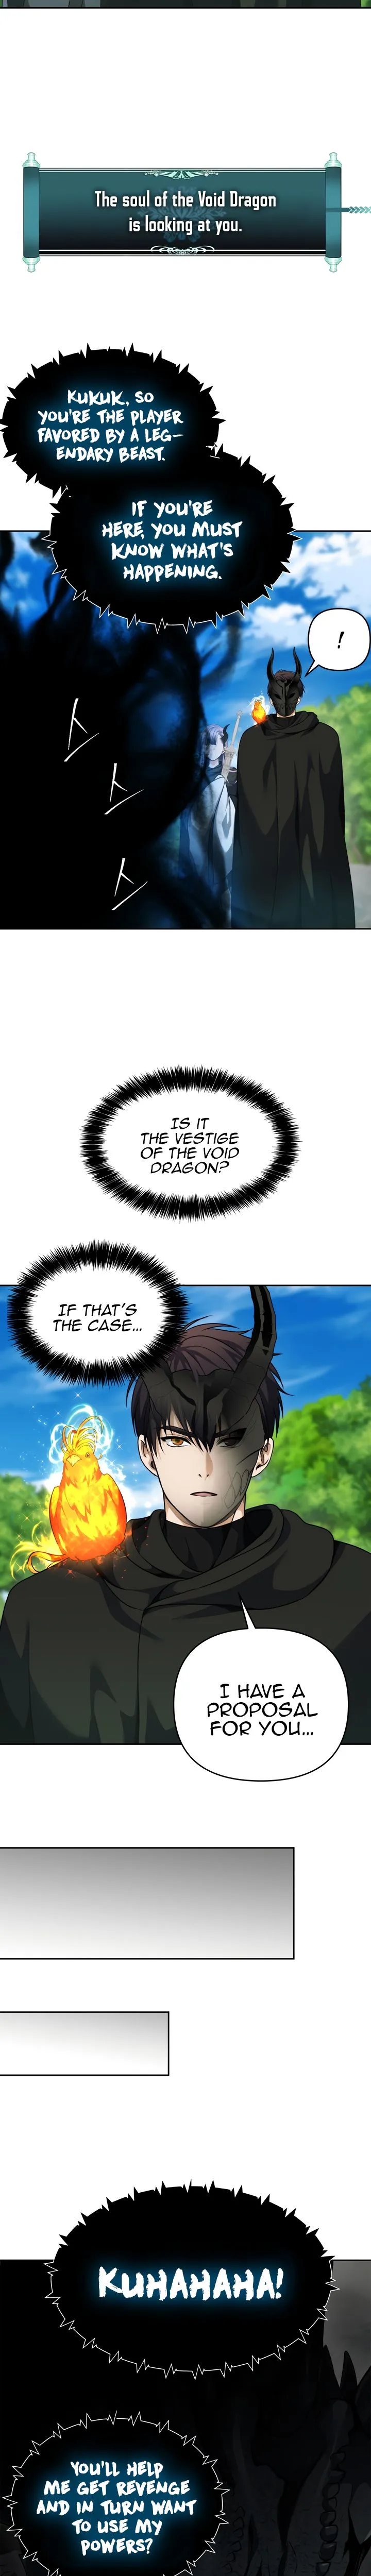 The soul of the Void Dragon
is looking at you.
KUKUK, SO
YOU'RE THE PLAYER
FAVORED BY A LEG-
ENDARY BEAST.
IF YOU'RE
HERE, YOU MUST
KNOW WHAT'S
HAPPENING.
!
IS IT
THE VESTIGE
OF THE VOID
DRAGON?
IF THAT'S
THE CASE...
I HAVE A
PROPOSAL
FOR YOU...
KUHAHAHA!
YOU'LL HELP
ME GET REVENGE
AND IN TURN WANT
TO USE MY
POWERS?